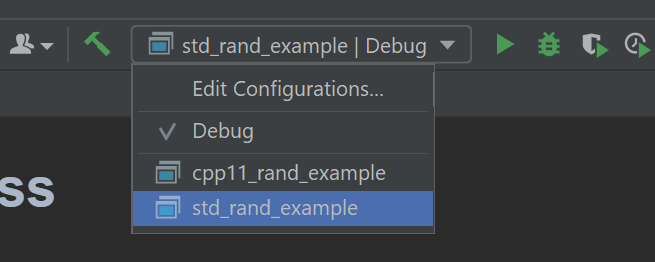 std_rand_example | Debug
Edit Configurations...
Debug
ss
cpp11_rand_example
std_rand_example